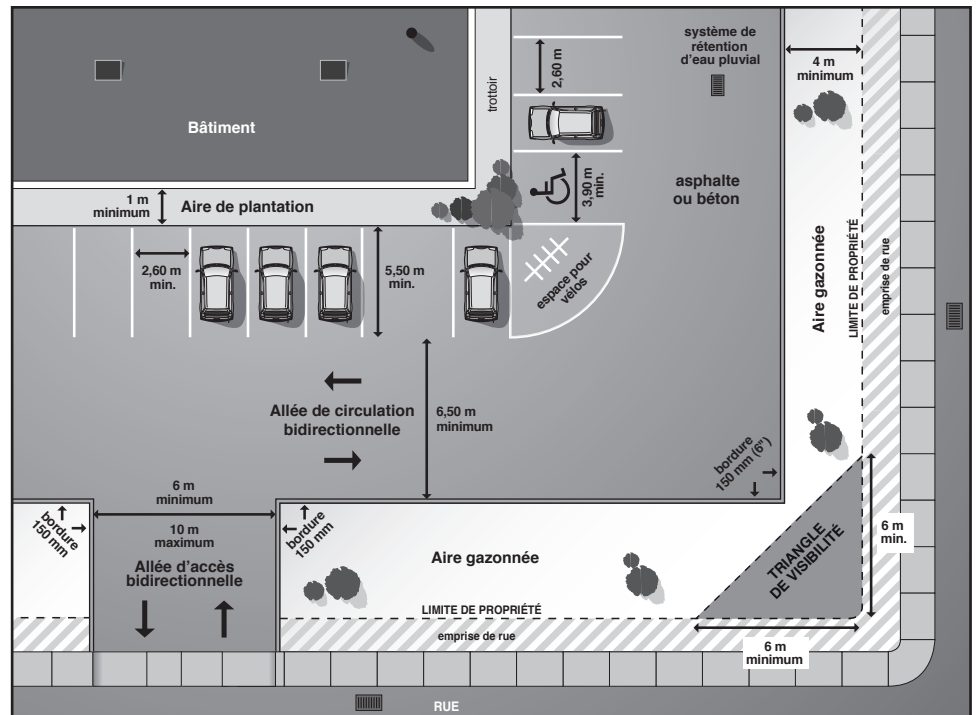 système de
rétention
d'eau pluvial
4 m
minimum
2,60 m
trottoir
Bâtiment
3,90 m
min.
asphalte
ou béton
1 m
minimum
Aire de plantation
2,60 m
min.
5,50 m
min.
espace pour
vélos
Aire gazonnée
LIMITE DE PROPRIÉTÉ
emprise de rue
Allée de circulation
bidirectionnelle
6,50 m
minimum
bordure
150 mm (6")
6 m
minimum
10 m
maximum
Allée d'accès
bidirectionnelle
bordure
150 mm
bordure
150 mm
Aire gazonnée
TRIANGLE
DE VISIBILITÉ
6 m
min.
LIMITE DE PROPRIÉTÉ
emprise de rue
6 m
minimum
RUE